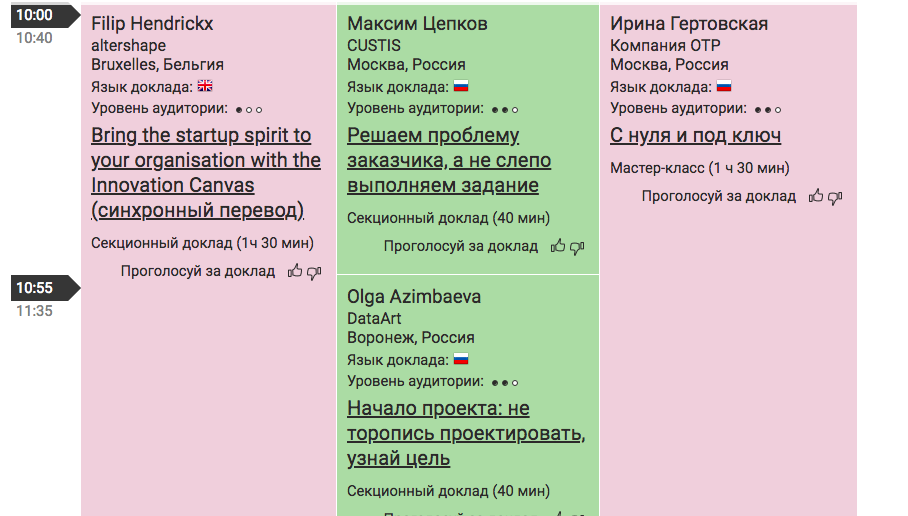 10:00
10:40
Filip Hendrickx
altershape
Bruxelles, Бельгия
Язык доклада:
Уровень аудитории:
Bring the startup spirit to
your organisation with the
Innovation Canvas
(синхронный перевод)
Секционный доклад (1ч 30 мин)
Проголосуй за доклад
Максим Цепков
CUSTIS
Москва, Россия
Язык доклада:
Уровень аудитории:
Решаем проблему
заказчика, а не слепо
выполняем задание
Секционный доклад (40 мин)
Проголосуй за доклад
Ирина Гертовская
Компания ОТР
Москва, Россия
Язык доклада:
Уровень аудитории:
С нуля и под ключ
Мастер-класс (1 ч 30 мин)
Проголосуй за доклад
10:55
11:35
Olga Azimbaeva
DataArt
Воронеж, Россия
Язык доклада:
Уровень аудитории:
Начало проекта: не
торопись проектировать,
узнай цель
Секционный доклад (40 мин)